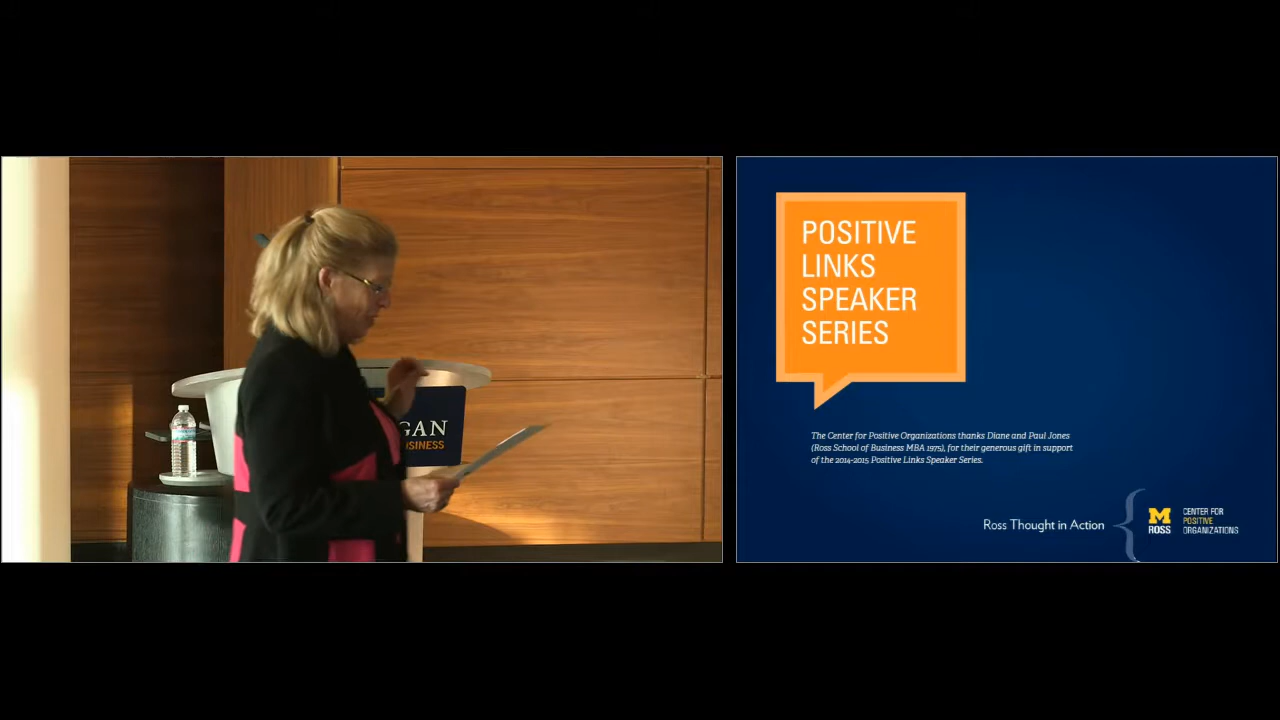 GAN
SINESS
POSITIVE
LINKS
SPEAKER
SERIES
The Center for Positive Organizations thanks Diane and Paul Jones
(Ross School of Business MBA 1975), for their generous gift in support
of the 2014-2015 Positive Links Speaker Series.
Ross Thought in Action
M
ROSS
CENTER FOR
POSITIVE
ORGANIZATIONS